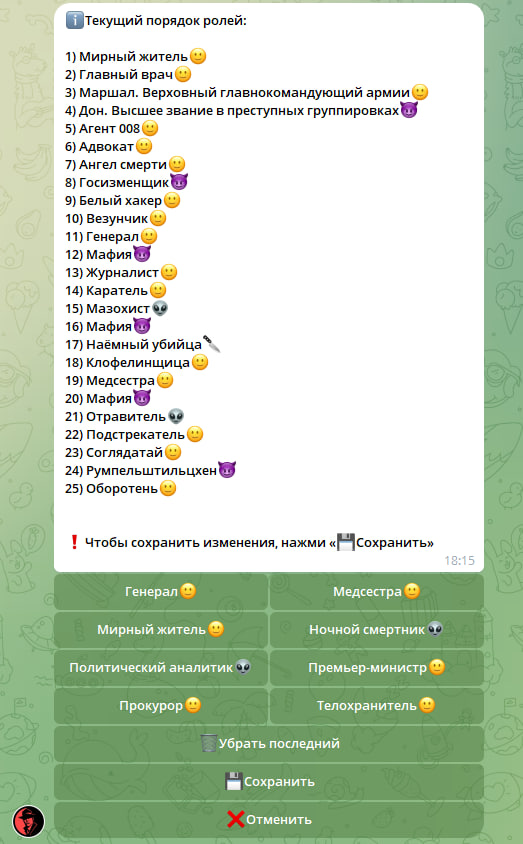 ℹ️Текущий порядок ролей:
1) Мирный житель🙂
2) Главный врач🙂
3) Маршал. Верховный главнокомандующий армии🙂
4) Дон. Высшее звание в преступных группировках😈
5) Агент 008🙂
6) Адвокат🙂
7) Ангел смерти🙂
8) Госизменщик😈
9) Белый хакер🙂
10) Везунчик🙂
11) Генерал🙂
12) Мафия😈
13) Журналист🙂
14) Каратель🙂
15) Мазохист👽
16) Мафия😈
17) Наёмный убийца🔪
18) Клофелинщица🙂
19) Медсестра🙂
20) Мафия😈
21) Отравитель👽
22) Подстрекатель🙂
23) Соглядатай🙂
24) Румпельштильцхен😈
25) Оборотень🙂
❗ Чтобы сохранить изменения, нажми «💾Сохранить»
18:15
Генерал🙂 Медсестра🙂
Мирный житель🙂 Ночной смертник👽
Политический аналитик👽 Премьер-министр🙂
Прокурор🙂 Телохранитель🙂
🗑Убрать последний
💾Сохранить
❌Отменить